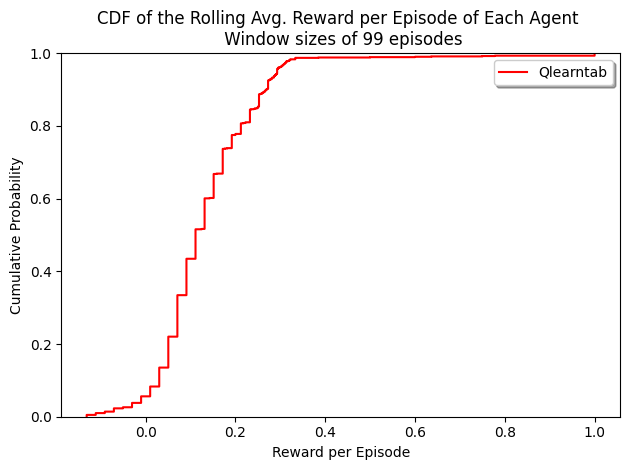 CDF of the Rolling Avg. Reward per Episode of Each Agent
Window sizes of 99 episodes
Qlearntab
Cumulative Probability
1.0
0.8
0.6
0.4
0.2
0.0
0.0 0.2 0.4 0.6 0.8 1.0
Reward per Episode